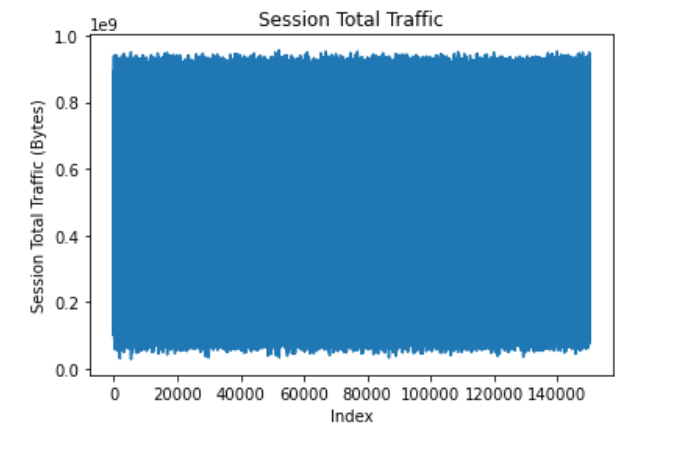 Session Total Traffic
1e9
1.0
0.8
0.6
0.4
0.2
0.0
Session Total Traffic (Bytes)
0 20000 40000 60000 80000 100000 120000 140000
Index